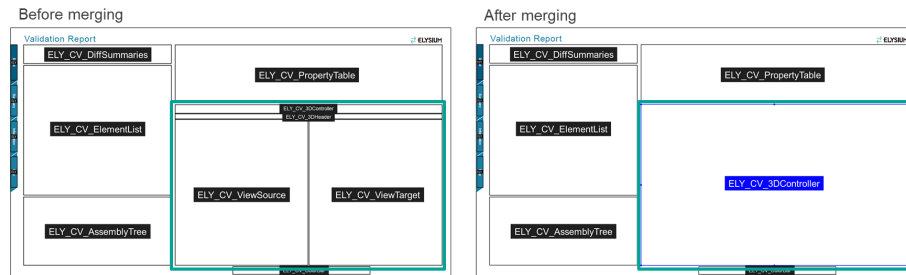 Before merging
Validation Report
ELYSIUM
ELY_CV_DiffSummaries
ELY_CV_PropertyTable
ELY_CV_3DController
ELY_CV_3DHeader
ELY_CV_ElementList
ELY_CV_ViewSource
ELY_CV_ViewTarget
ELY_CV_AssemblyTree
After merging
Validation Report
ELYSIUM
ELY_CV_DiffSummaries
ELY_CV_PropertyTable
ELY_CV_ElementList
ELY_CV_3DController
ELY_CV_AssemblyTree